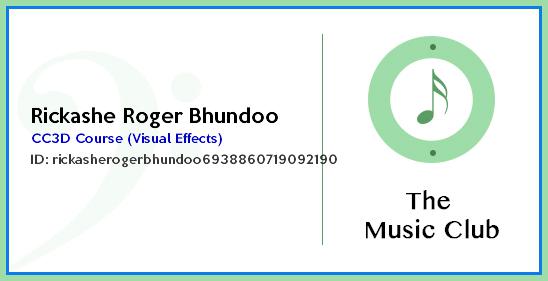 Rickashe Roger Bhundoo
CC3D Course (Visual Effects)
ID: rickasherogerbhundoo6938860719092190
The
Music Club